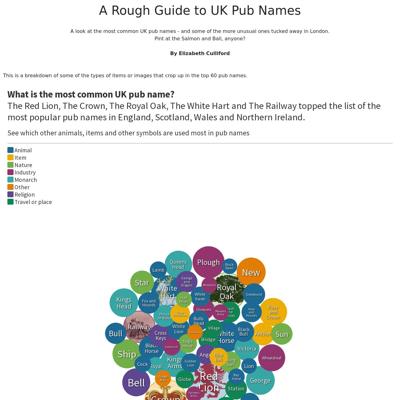 A Rough Guide to UK Pub Names
A look at the most common UK pub names - and some of the more unusual ones tucked away in London.
Pint at the Salmon and Ball, anyone?
By Elizabeth Culliford
This is a breakdown of some of the types of items or images that crop up in the top 60 pub names.
What is the most common UK pub name?
The Red Lion, The Crown, The Royal Oak, The White Hart and The Railway topped the list of the
most popular pub names in England, Scotland, Wales and Northern Ireland.
See which other animals, items and other symbols are used most in pub names
Animal
Item
Nature
Industry
Monarch
Other
Religion
Travel or place
Plough
Queens Head
Lamb
New
Star
White Hart
Royal Oak
Kings Head
Railway
Bull
Cross Keys
White Lion
White Horse
Black Bull
Sun
Ship
Bridge
Victoria
Wheatsheaf
Cock
Kings Arms
Lion
Bell
Globe
Red Lion
George
Station
Crown